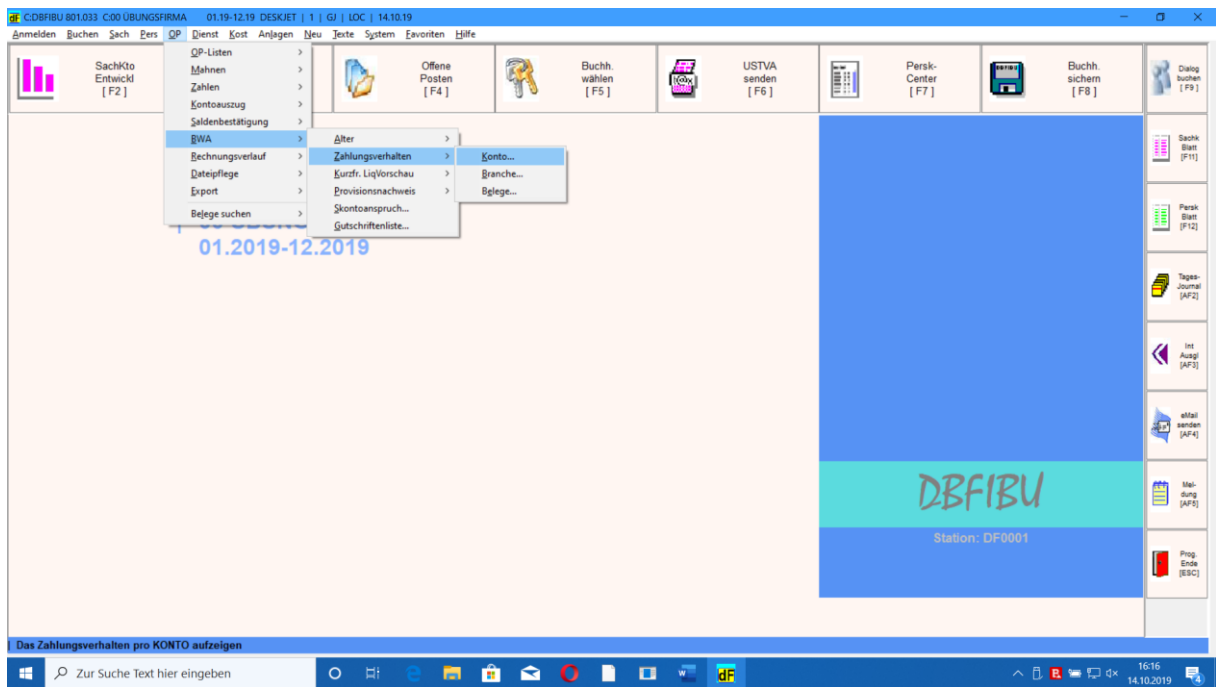 dF C:DBFIBU 801.033 C:00 ÜBUNGSFIRMA 01.19-12.19 DESKJET | 1 | GJ | LOC | 14.10.19
Anmelden Buchen Sach Pers OP Dienst Kost Anlagen Neu Texte System Favoriten Hilfe
SachKto
Entwickl
[ F2 ]
Offene
Posten
[ F4 ]
Buchh.
wählen
[ F5 ]
USTVA
senden
[ F6 ]
Persk-
Center
[ F7 ]
Buchh.
sichern
[ F8 ]
Dialog
buchen
[ F9 ]
OP-Listen
Mahnen
Zahlen
Kontoauszug
Saldenbestätigung
BWA
Rechnungsverlauf
Dateipflege
Export
Belege suchen
Alter
Zahlungsverhalten
Kurzfr. LiqVorschau
Provisionsnachweis
Skontoanspruch...
Gutschriftenliste...
Konto...
Branche...
Belege...
01.2019-12.2019
Sachk
Blatt
[F11]
Persk
Blatt
[F12]
Tages-
Journal
[AF2]
Int
Ausgl
[AF3]
eMail
senden
[AF4]
Mel-
dung
[AF5]
Prog.
Ende
[ESC]
DBFIBU
Station: DF0001
Das Zahlungsverhalten pro KONTO aufzeigen
Zur Suche Text hier eingeben
dF
16:16
14.10.2019